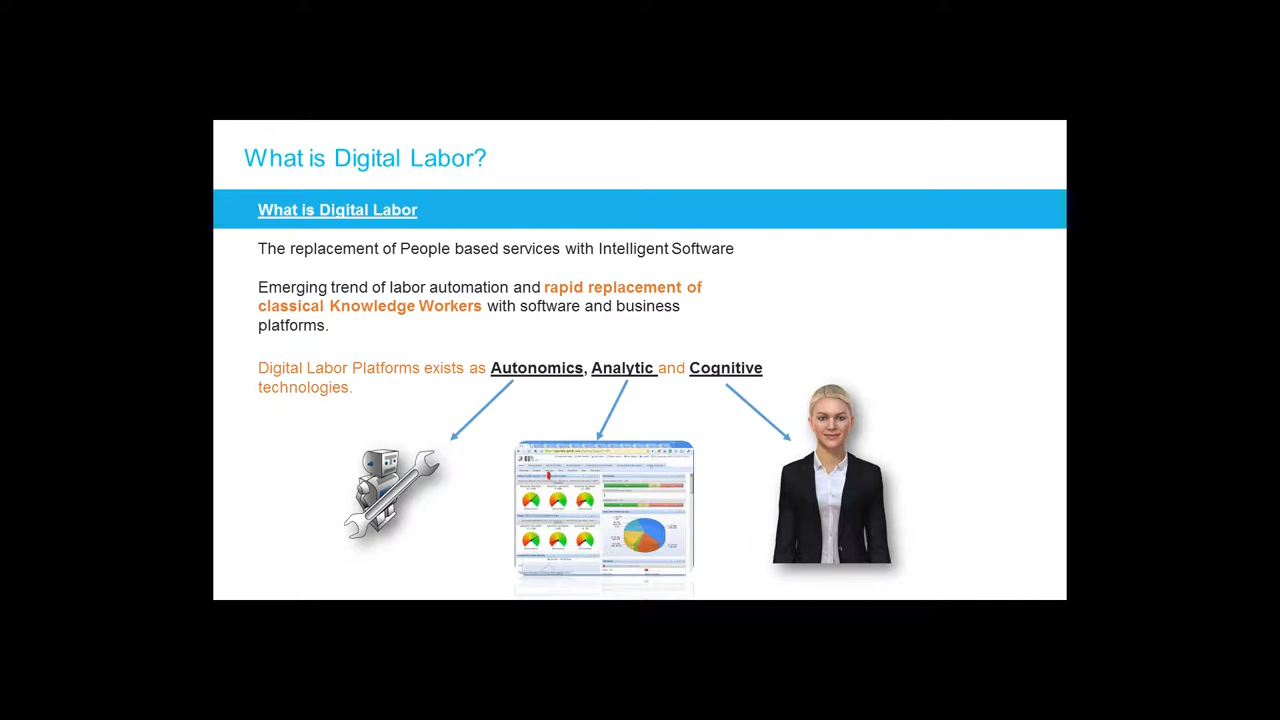 What is Digital Labor?
What is Digital Labor
The replacement of People based services with Intelligent Software
Emerging trend of labor automation and rapid replacement of
classical Knowledge Workers with software and business
platforms.
Digital Labor Platforms exists as Autonomics, Analytic and Cognitive
technologies.